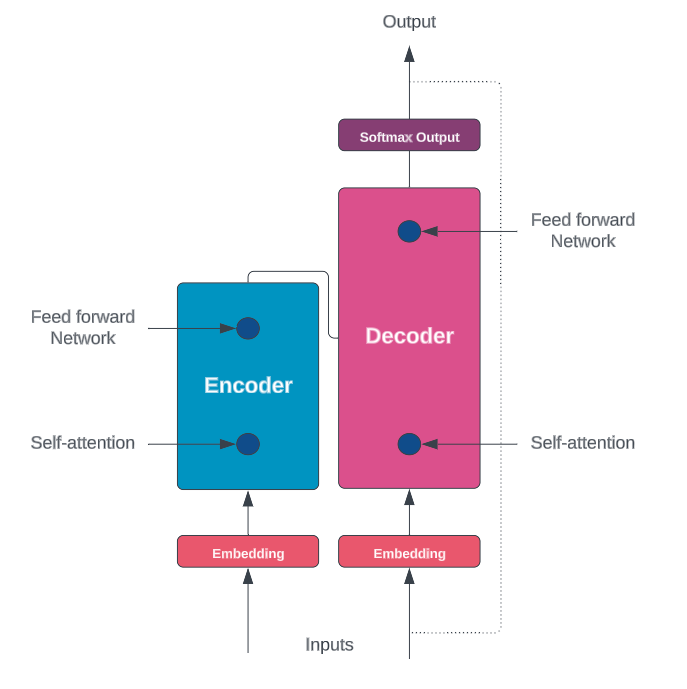 Output
Softmax Output
Feed forward
Network
Feed forward
Network
Decoder
Encoder
Self-attention
Self-attention
Embedding
Embedding
Inputs